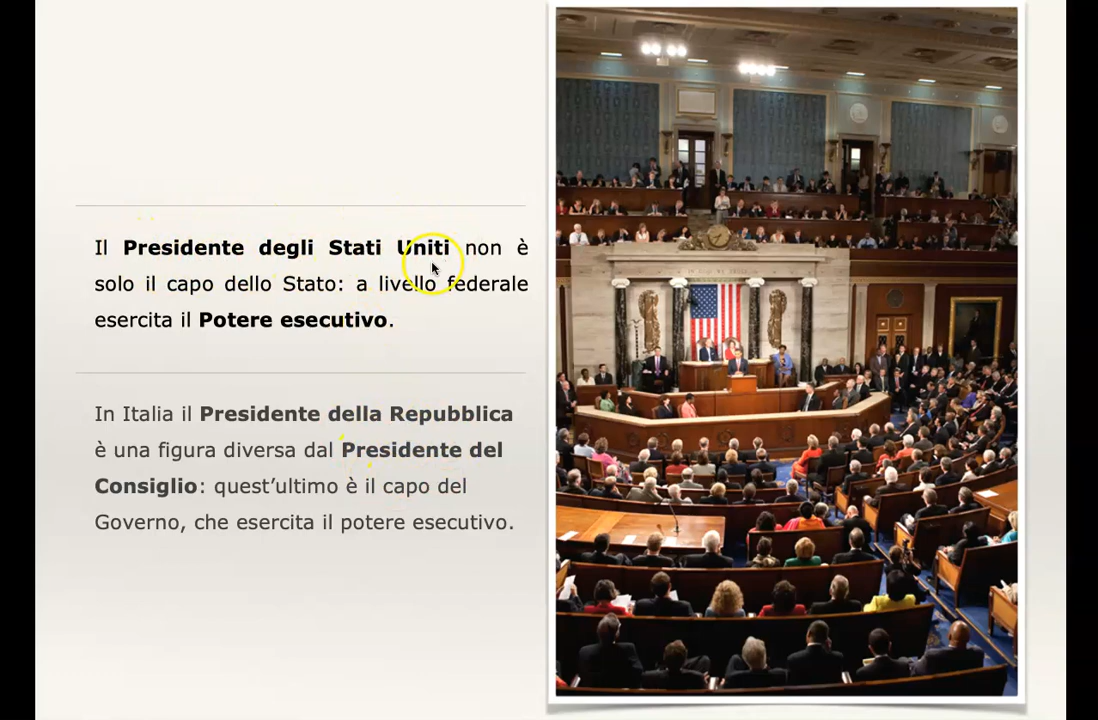 Il Presidente degli Stati Uniti non è
solo il capo dello Stato: a livello federale
esercita il Potere esecutivo.
In Italia il Presidente della Repubblica
è una figura diversa dal Presidente del
Consiglio: quest’ultimo è il capo del
Governo, che esercita il potere esecutivo.